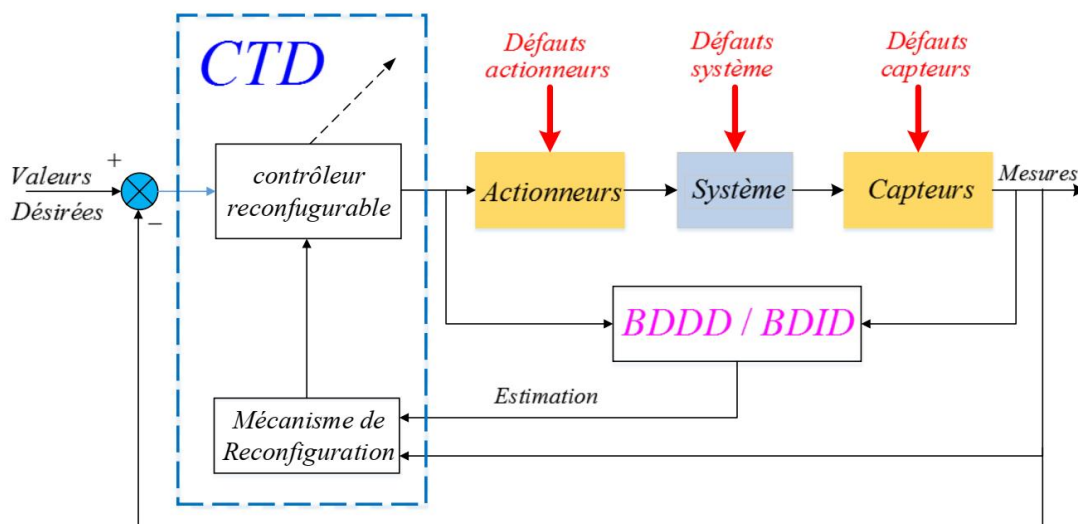 CTD
Défauts
actionneurs
Défauts
système
Défauts
capteurs
Valeurs
Désirées
+
−
contrôleur
reconfugurable
Actionneurs
Système
Capteurs
Mesures
BDDD / BDID
Estimation
Mécanisme de
Reconfiguration